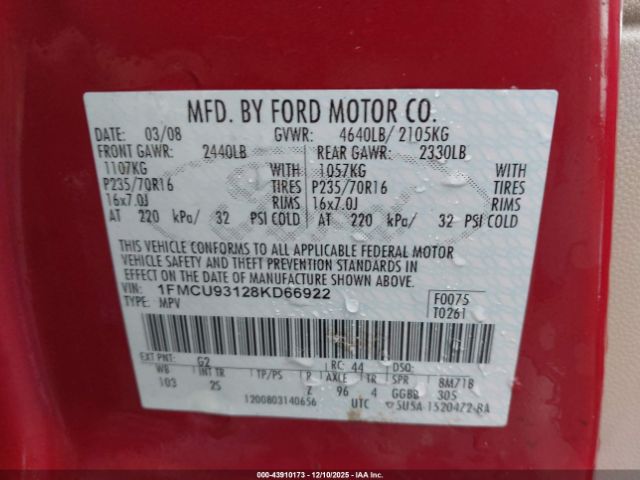 MFD. BY FORD MOTOR CO.
DATE: 03/08 GVWR: 4640LB/ 2105KG
FRONT GAWR: 2440LB REAR GAWR: 2330LB
1107KG WITH 1057KG WITH
P235/70R16 TIRES P235/70R16 TIRES
16x7.0J RIMS 16x7.0J RIMS
AT 220 kPa/ 32 PSI COLD AT 220 kPa/ 32 PSI COLD
THIS VEHICLE CONFORMS TO ALL APPLICABLE FEDERAL MOTOR
VEHICLE SAFETY AND THEFT PREVENTION STANDARDS IN
EFFECT ON THE DATE OF MANUFACTURE SHOWN ABOVE.
VIN: 1FMCU93128KD66922 F0075
TYPE: MPV T0261
EXT PNT: G2 RC: 44 DSO:
WB INT TR TP/PS R AXLE TR SPR 8M71B
103 2S Z 96 4 GGBB 305
1200803140656 UTC 5U5A-1520472-BA
000-43910173 - 12/10/2025 - IAAI.COM